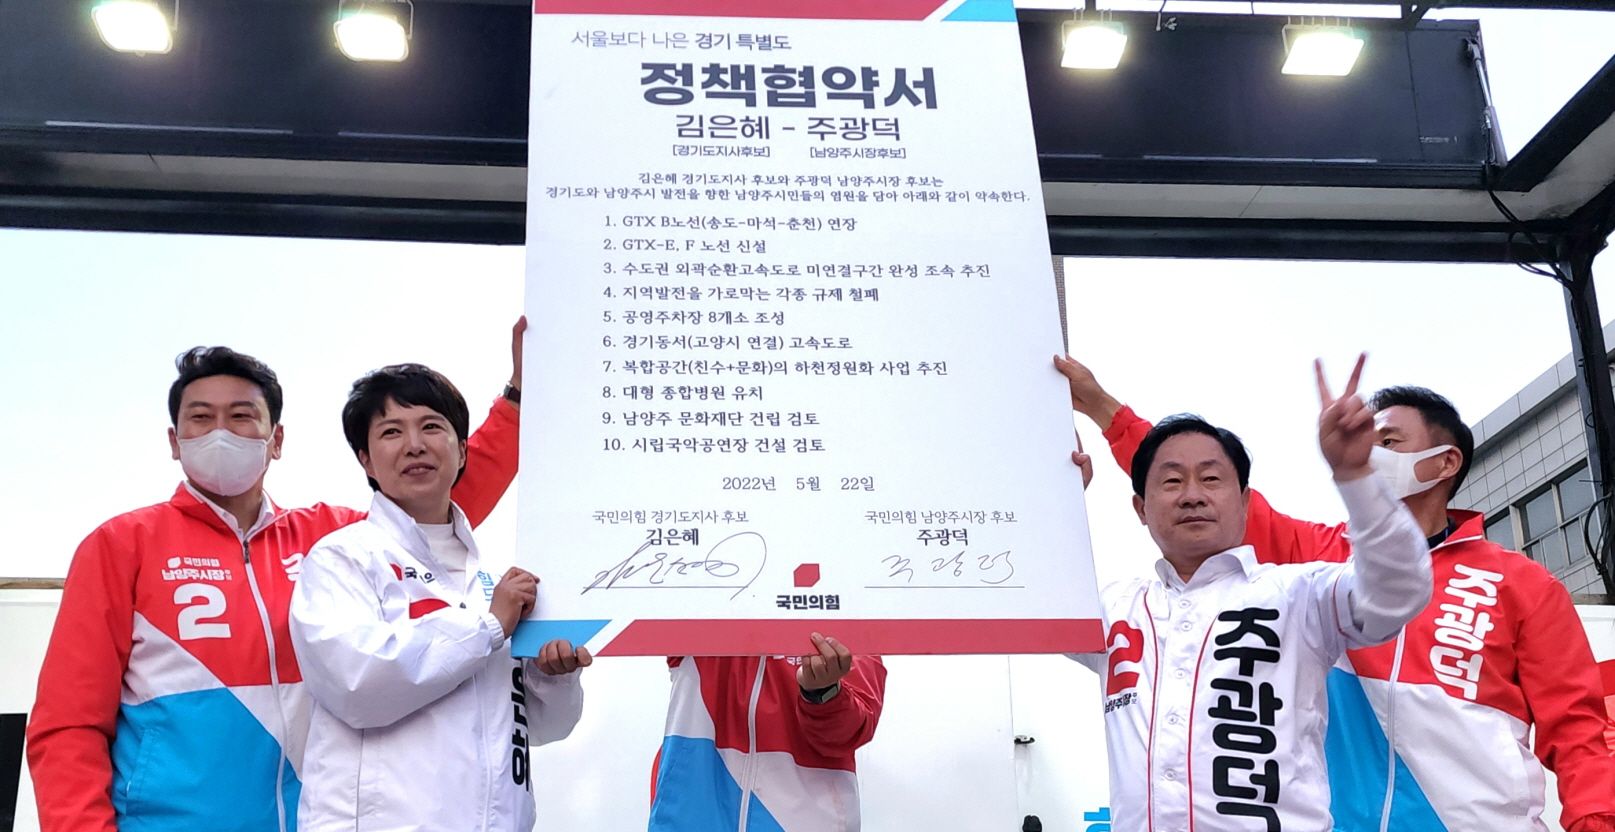 서울보다 나은 경기 특별도
정책협약서
김은혜 - 주광덕
[경기도지사후보] [남양주시장후보]
김은혜 경기도지사 후보와 주광덕 남양주시장 후보는
경기도와 남양주시 발전을 향한 남양주시민들의 염원을 담아 아래와 같이 약속한다.
1. GTX B노선(송도-마석-춘천) 연장
2. GTX-E, F 노선 신설
3. 수도권 외곽순환고속도로 미연결구간 완성 조속 추진
4. 지역발전을 가로막는 각종 규제 철폐
5. 공영주차장 8개소 조성
6. 경기동서(고양시 연결) 고속도로
7. 복합공간(친수+문화)의 하천정원화 사업 추진
8. 대형 종합병원 유치
9. 남양주 문화재단 건립 검토
10. 시립국악공연장 건설 검토
2022년 5월 22일
국민의힘 경기도지사 후보 국민의힘 남양주시장 후보
김은혜 주광덕
주광덕
국민의힘
국민의힘
남양주시장
2
2
남양주시장
주광덕
주광덕